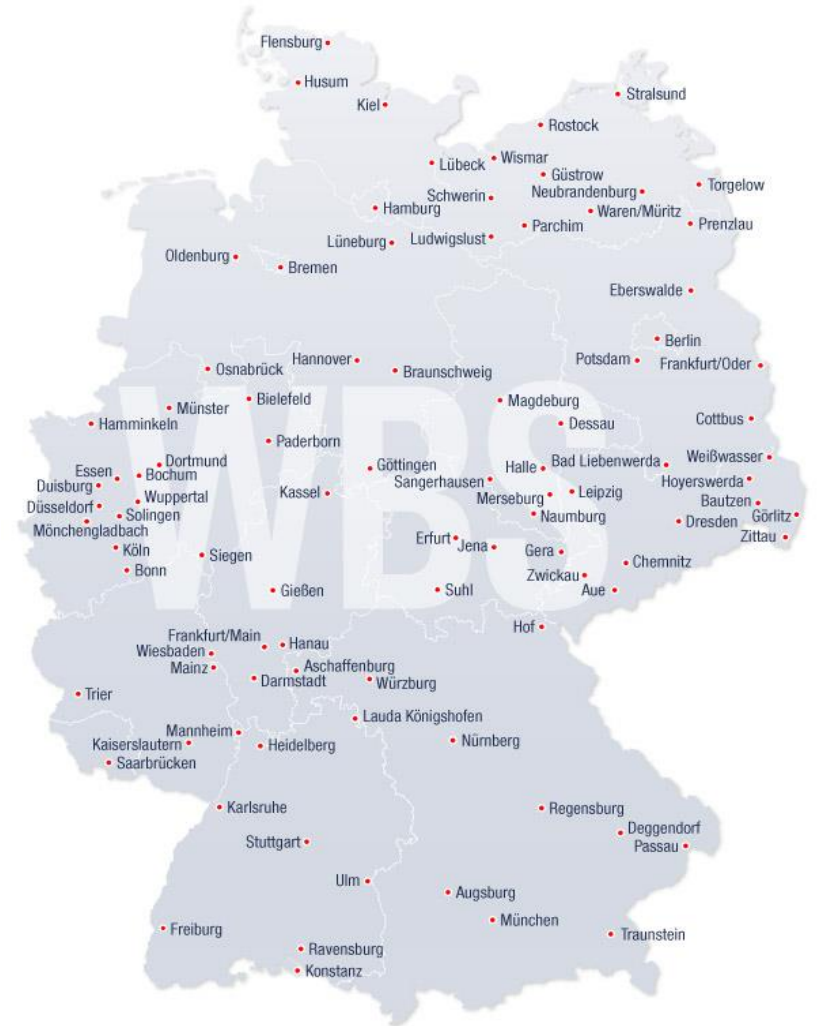 Flensburg
Husum
Kiel
Stralsund
Rostock
Lübeck
Wismar
Güstrow
Schwerin
Neubrandenburg
Torgelow
Hamburg
Waren/Müritz
Parchim
Prenzlau
Lüneburg
Ludwigslust
Oldenburg
Bremen
Eberswalde
Berlin
Hannover
Potsdam
Frankfurt/Oder
Osnabrück
Braunschweig
WBS
Bielefeld
Magdeburg
Münster
Hamminkeln
Dessau
Cottbus
Paderborn
Dortmund
Göttingen
Halle
Bad Liebenwerda
Weißwasser
Essen
Bochum
Sangerhausen
Hoyerswerda
Duisburg
Kassel
Merseburg
Leipzig
Wuppertal
Bautzen
Düsseldorf
Solingen
Naumburg
Görlitz
Mönchengladbach
Dresden
Zittau
Erfurt
Jena
Köln
Siegen
Gera
Chemnitz
Bonn
Zwickau
Gießen
Suhl
Aue
Hof
Frankfurt/Main
Hanau
Wiesbaden
Mainz
Aschaffenburg
Darmstadt
Würzburg
Trier
Lauda Königshofen
Mannheim
Kaiserslautern
Heidelberg
Nürnberg
Saarbrücken
Karlsruhe
Regensburg
Deggendorf
Stuttgart
Passau
Ulm
Augsburg
München
Freiburg
Traunstein
Ravensburg
Konstanz